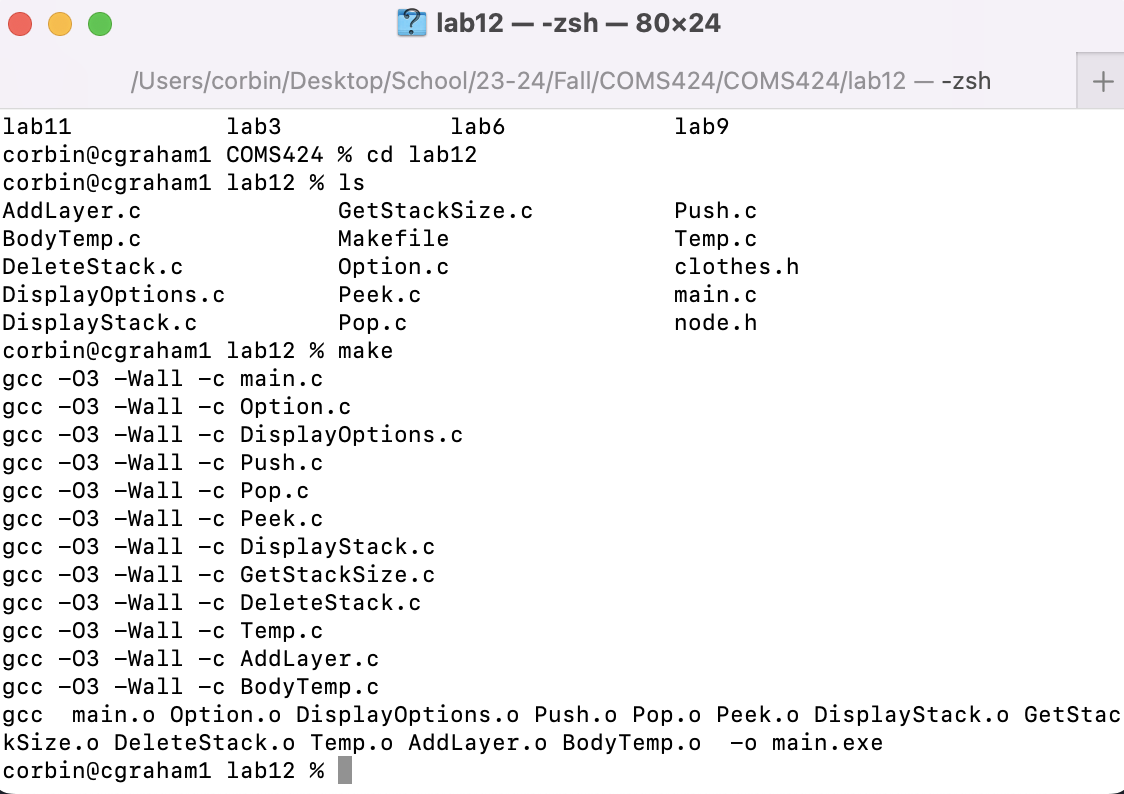 lab12 — -zsh — 80×24
/Users/corbin/Desktop/School/23-24/Fall/COMS424/COMS424/lab12 — -zsh
lab11 lab3 lab6 lab9
corbin@cgraham1 COMS424 % cd lab12
corbin@cgraham1 lab12 % ls
AddLayer.c GetStackSize.c Push.c
BodyTemp.c Makefile Temp.c
DeleteStack.c Option.c clothes.h
DisplayOptions.c Peek.c main.c
DisplayStack.c Pop.c node.h
corbin@cgraham1 lab12 % make
gcc -O3 -Wall -c main.c
gcc -O3 -Wall -c Option.c
gcc -O3 -Wall -c DisplayOptions.c
gcc -O3 -Wall -c Push.c
gcc -O3 -Wall -c Pop.c
gcc -O3 -Wall -c Peek.c
gcc -O3 -Wall -c DisplayStack.c
gcc -O3 -Wall -c GetStackSize.c
gcc -O3 -Wall -c DeleteStack.c
gcc -O3 -Wall -c Temp.c
gcc -O3 -Wall -c AddLayer.c
gcc -O3 -Wall -c BodyTemp.c
gcc  main.o Option.o DisplayOptions.o Push.o Pop.o Peek.o DisplayStack.o GetStac
kSize.o DeleteStack.o Temp.o AddLayer.o BodyTemp.o  -o main.exe
corbin@cgraham1 lab12 %